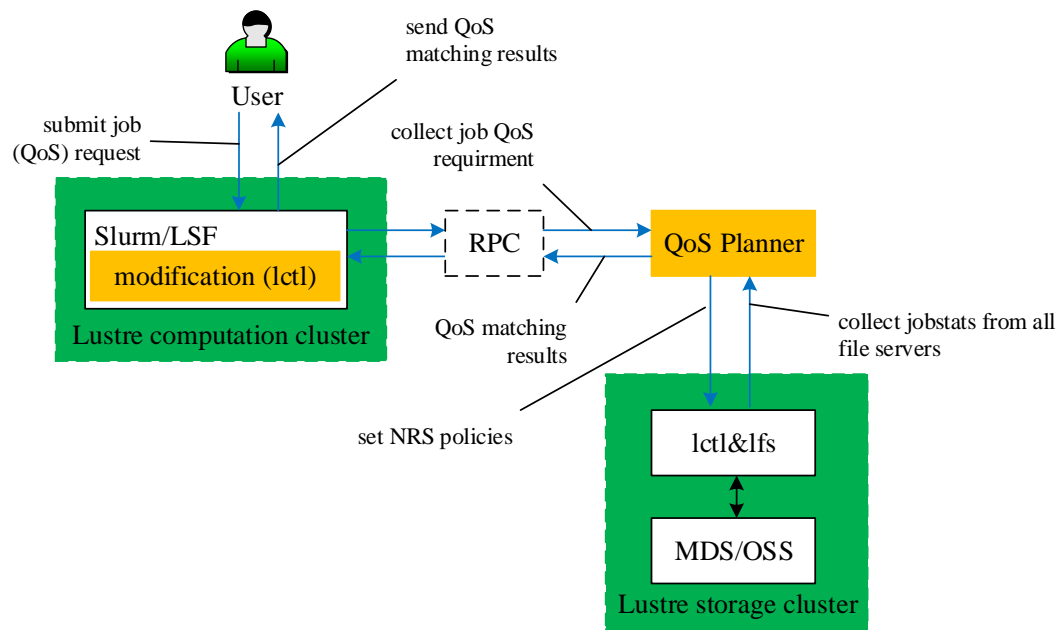 send QoS
matching results
User
submit job
(QoS) request
collect job QoS
requirment
Slurm/LSF
modification (lctl)
Lustre computation cluster
RPC
QoS Planner
QoS matching
results
collect jobstats from all
file servers
set NRS policies
lctl&lfs
MDS/OSS
Lustre storage cluster